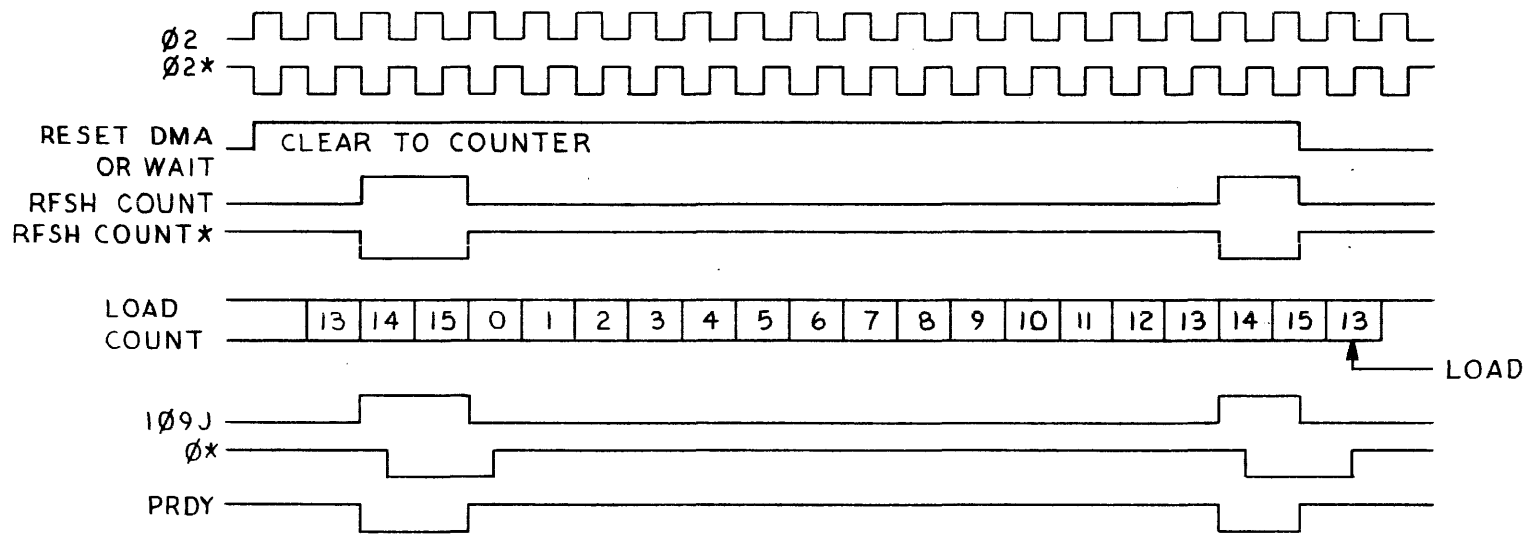 Ø2
Ø2*
RESET DMA
OR WAIT
CLEAR TO COUNTER
RFSH COUNT
RFSH COUNT*
LOAD
COUNT
13 14 15 0 1 2 3 4 5 6 7 8 9 10 11 12 13 14 15 13
LOAD
1Ø9J
Ø*
PRDY